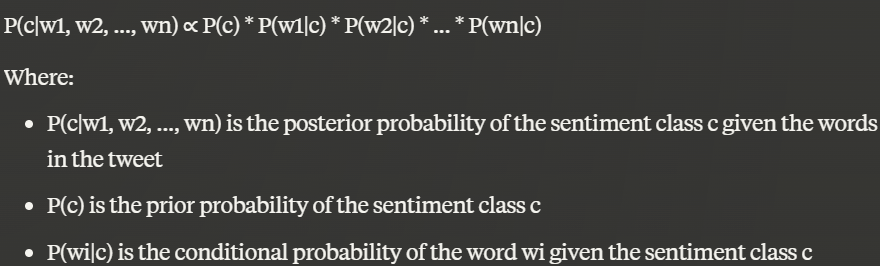 P(c|w1, w2, ..., wn) ∝ P(c) * P(w1|c) * P(w2|c) * ... * P(wn|c)
Where:
• P(c|w1, w2, ..., wn) is the posterior probability of the sentiment class c given the words
in the tweet
• P(c) is the prior probability of the sentiment class c
• P(wi|c) is the conditional probability of the word wi given the sentiment class c